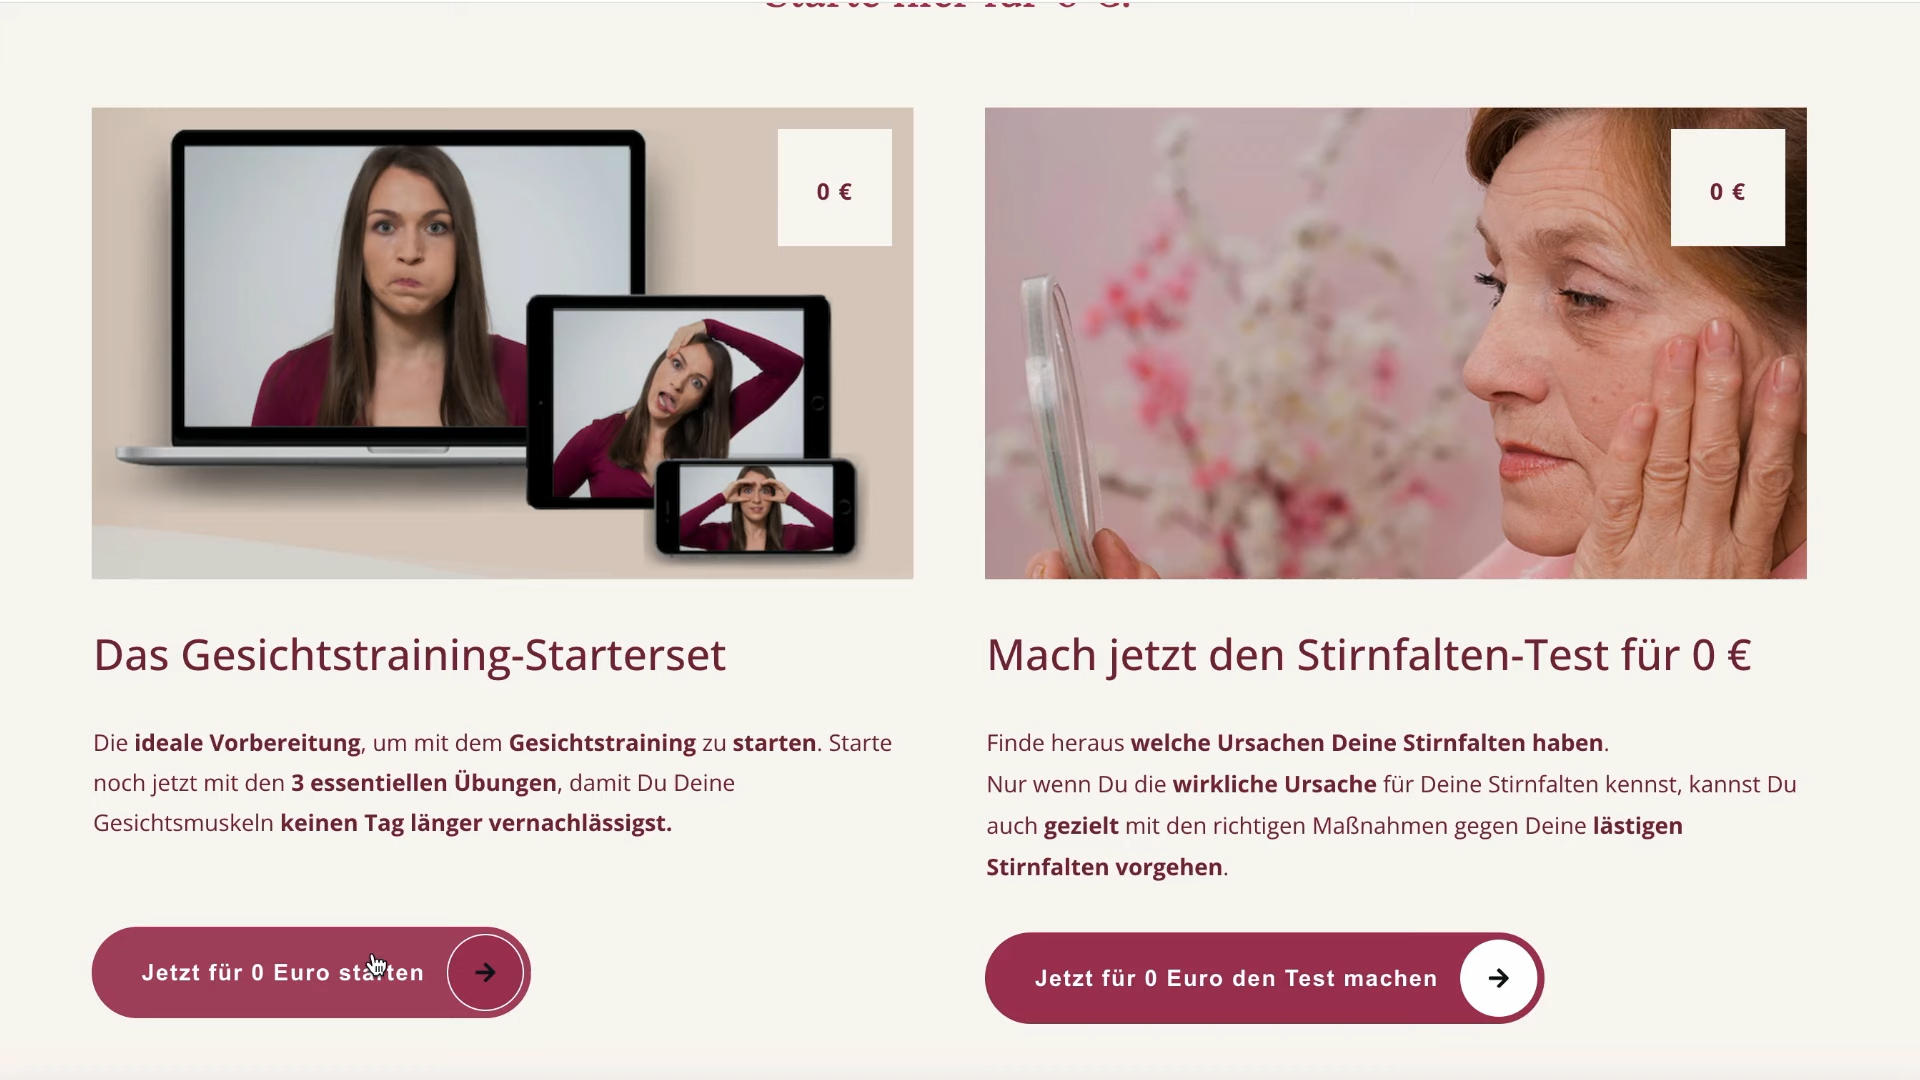 0 €
0 €
Das Gesichtstraining-Starterset
Die ideale Vorbereitung, um mit dem Gesichtstraining zu starten. Starte
noch jetzt mit den 3 essentiellen Übungen, damit Du Deine
Gesichtsmuskeln keinen Tag länger vernachlässigst.
Jetzt für 0 Euro starten
Mach jetzt den Stirnfalten-Test für 0 €
Finde heraus welche Ursachen Deine Stirnfalten haben.
Nur wenn Du die wirkliche Ursache für Deine Stirnfalten kennst, kannst Du
auch gezielt mit den richtigen Maßnahmen gegen Deine lästigen
Stirnfalten vorgehen.
Jetzt für 0 Euro den Test machen